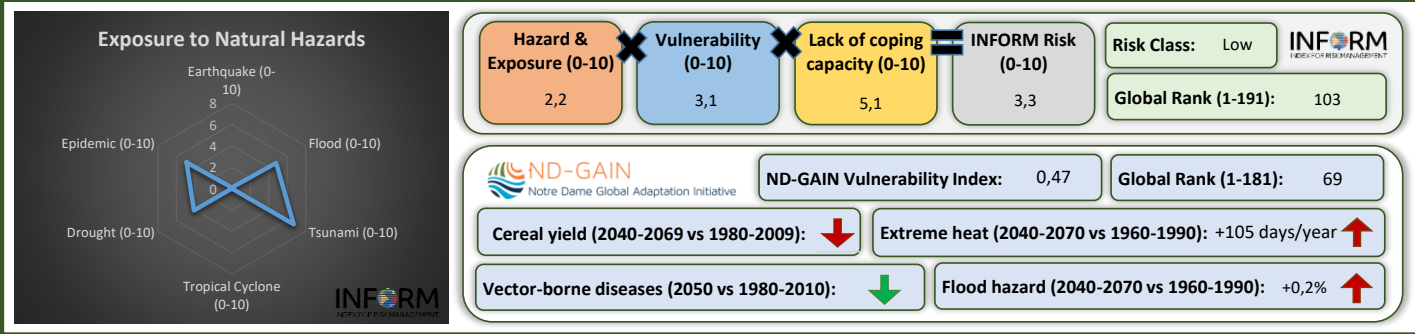 Exposure to Natural Hazards
Earthquake (0-
10)
8
6
4
2
0
Epidemic (0-10)
Flood (0-10)
Drought (0-10)
Tsunami (0-10)
Tropical Cyclone
(0-10)
INFORM
INDEX FOR RISK MANAGEMENT
Hazard &
Exposure (0-10)
2,2
Vulnerability
(0-10)
3,1
Lack of coping
capacity (0-10)
5,1
INFORM Risk
(0-10)
3,3
Risk Class: Low
INFORM
INDEX FOR RISK MANAGEMENT
Global Rank (1-191): 103
ND-GAIN
Notre Dame Global Adaptation Initiative
ND-GAIN Vulnerability Index: 0,47
Global Rank (1-181): 69
Cereal yield (2040-2069 vs 1980-2009):
Extreme heat (2040-2070 vs 1960-1990): +105 days/year
Vector-borne diseases (2050 vs 1980-2010):
Flood hazard (2040-2070 vs 1960-1990): +0,2%